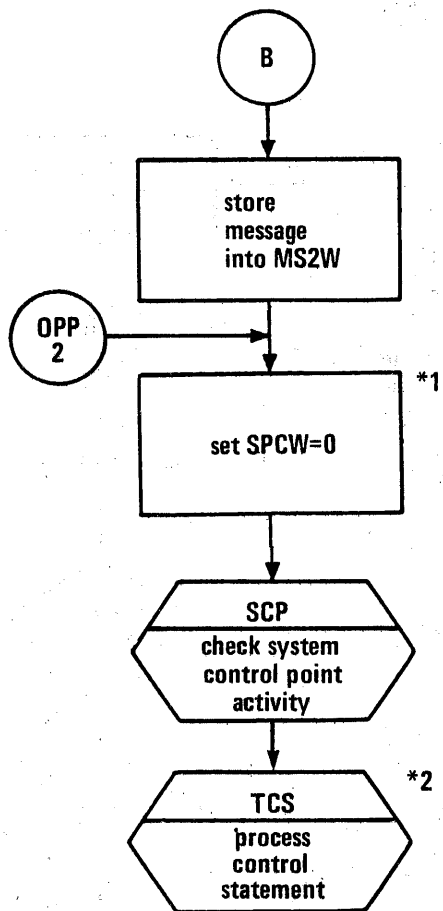 B
store
message
into MS2W
OPP
2
*1
set SPCW=0
SCP
check system
control point
activity
*2
TCS
process
control
statement